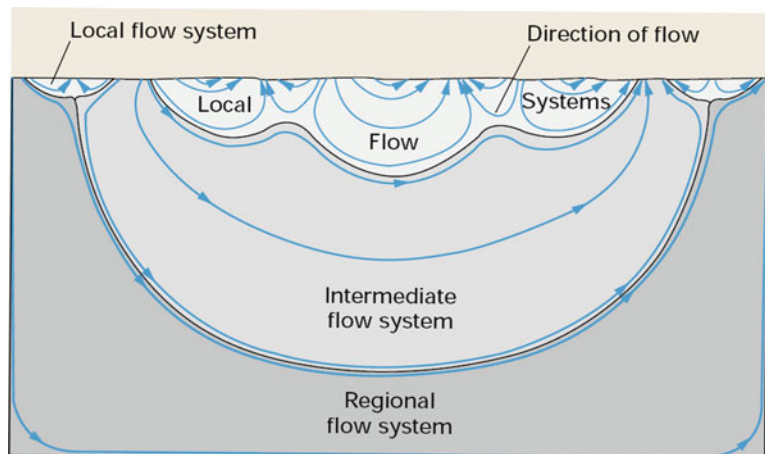 Local flow system
Direction of flow
Local
Systems
Flow
Intermediate
flow system
Regional
flow system